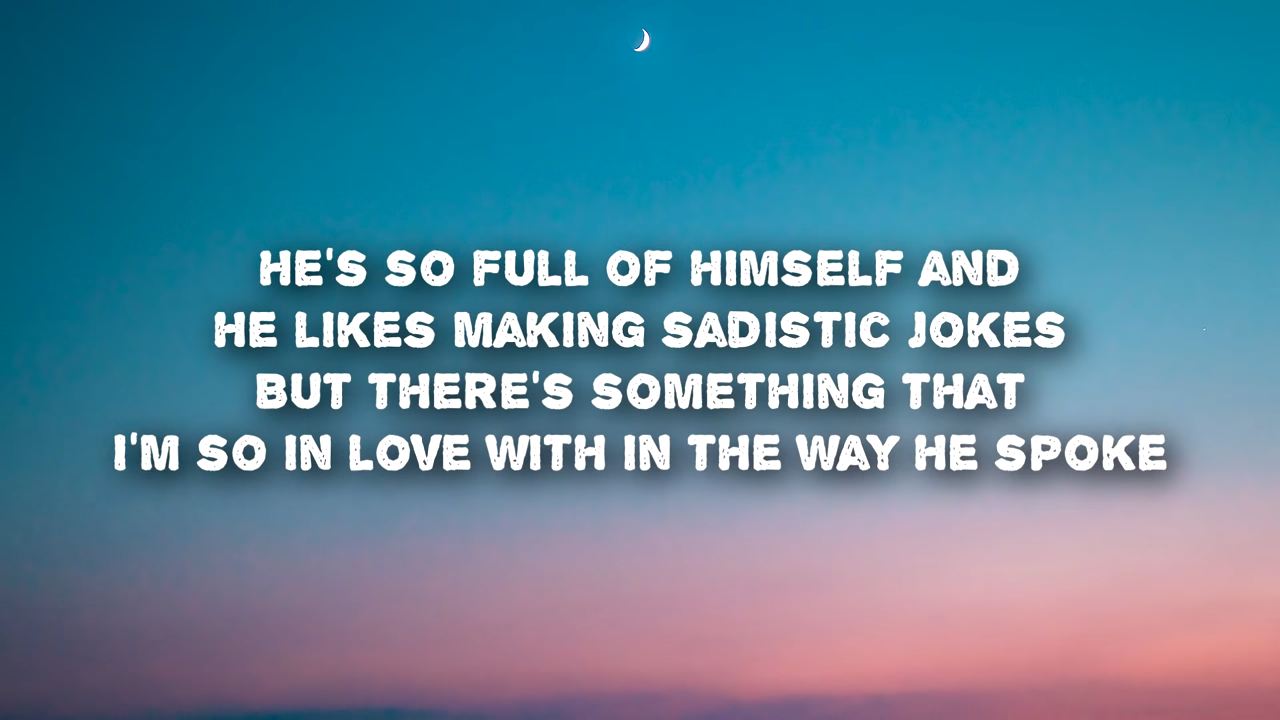 HE'S SO FULL OF HIMSELF AND
HE LIKES MAKING SADISTIC JOKES
BUT THERE'S SOMETHING THAT
I'M SO IN LOVE WITH IN THE WAY HE SPOKE